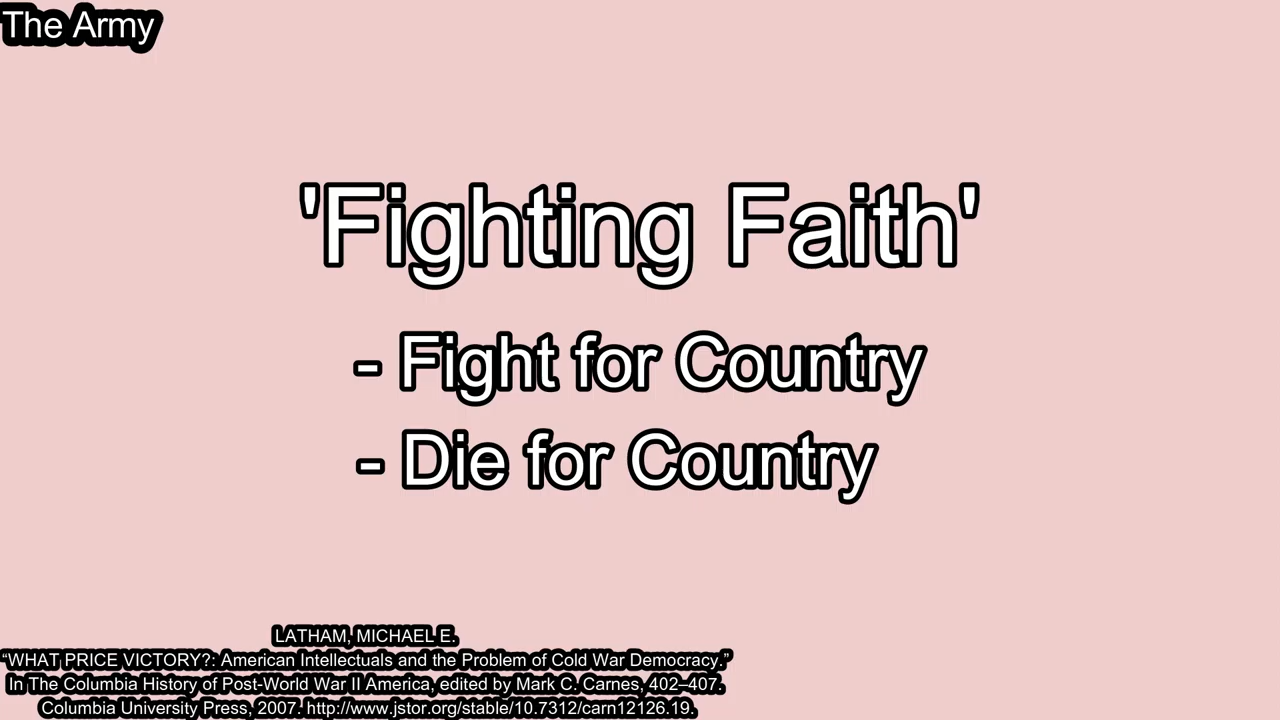 The Army
'Fighting Faith'
- Fight for Country
- Die for Country
LATHAM, MICHAEL E.
“WHAT PRICE VICTORY?: American Intellectuals and the Problem of Cold War Democracy.”
In The Columbia History of Post-World War II America, edited by Mark C. Carnes, 402–407.
Columbia University Press, 2007. http://www.jstor.org/stable/10.7312/carn12126.19.